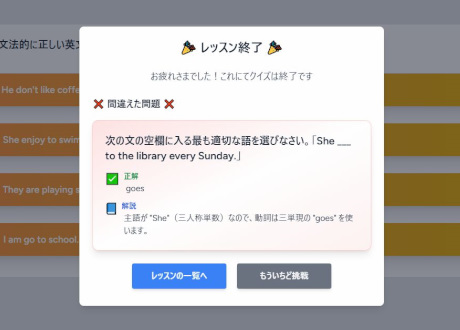 文法的に正しい英文
🎉 レッスン終了 🎉
お疲れさまでした！これにてクイズは終了です
He don't like coffe
❌ 間違えた問題 ❌
She enjoy to swim
次の文の空欄に入る最も適切な語を選びなさい。「She ___
to the library every Sunday.」
✅ 正解
goes
They are playing s
📘 解説
主語が "She"（三人称単数）なので、動詞は三単現の "goes" を使
います。
I am go to school.
レッスンの一覧へ
もういちど挑戦